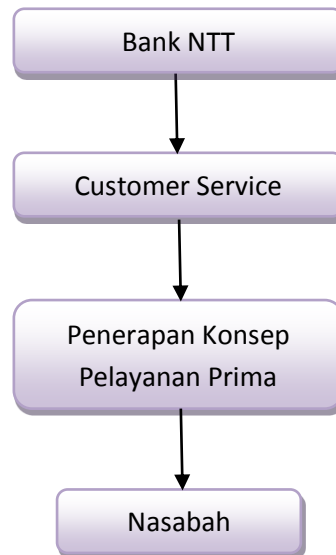 Bank NTT
Customer Service
Penerapan Konsep
Pelayanan Prima
Nasabah